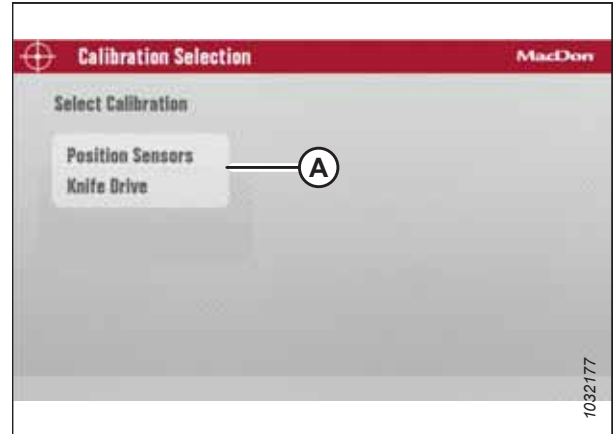 Calibration Selection
MacDon
Select Calibration
Position Sensors
A
Knife Drive
1032177